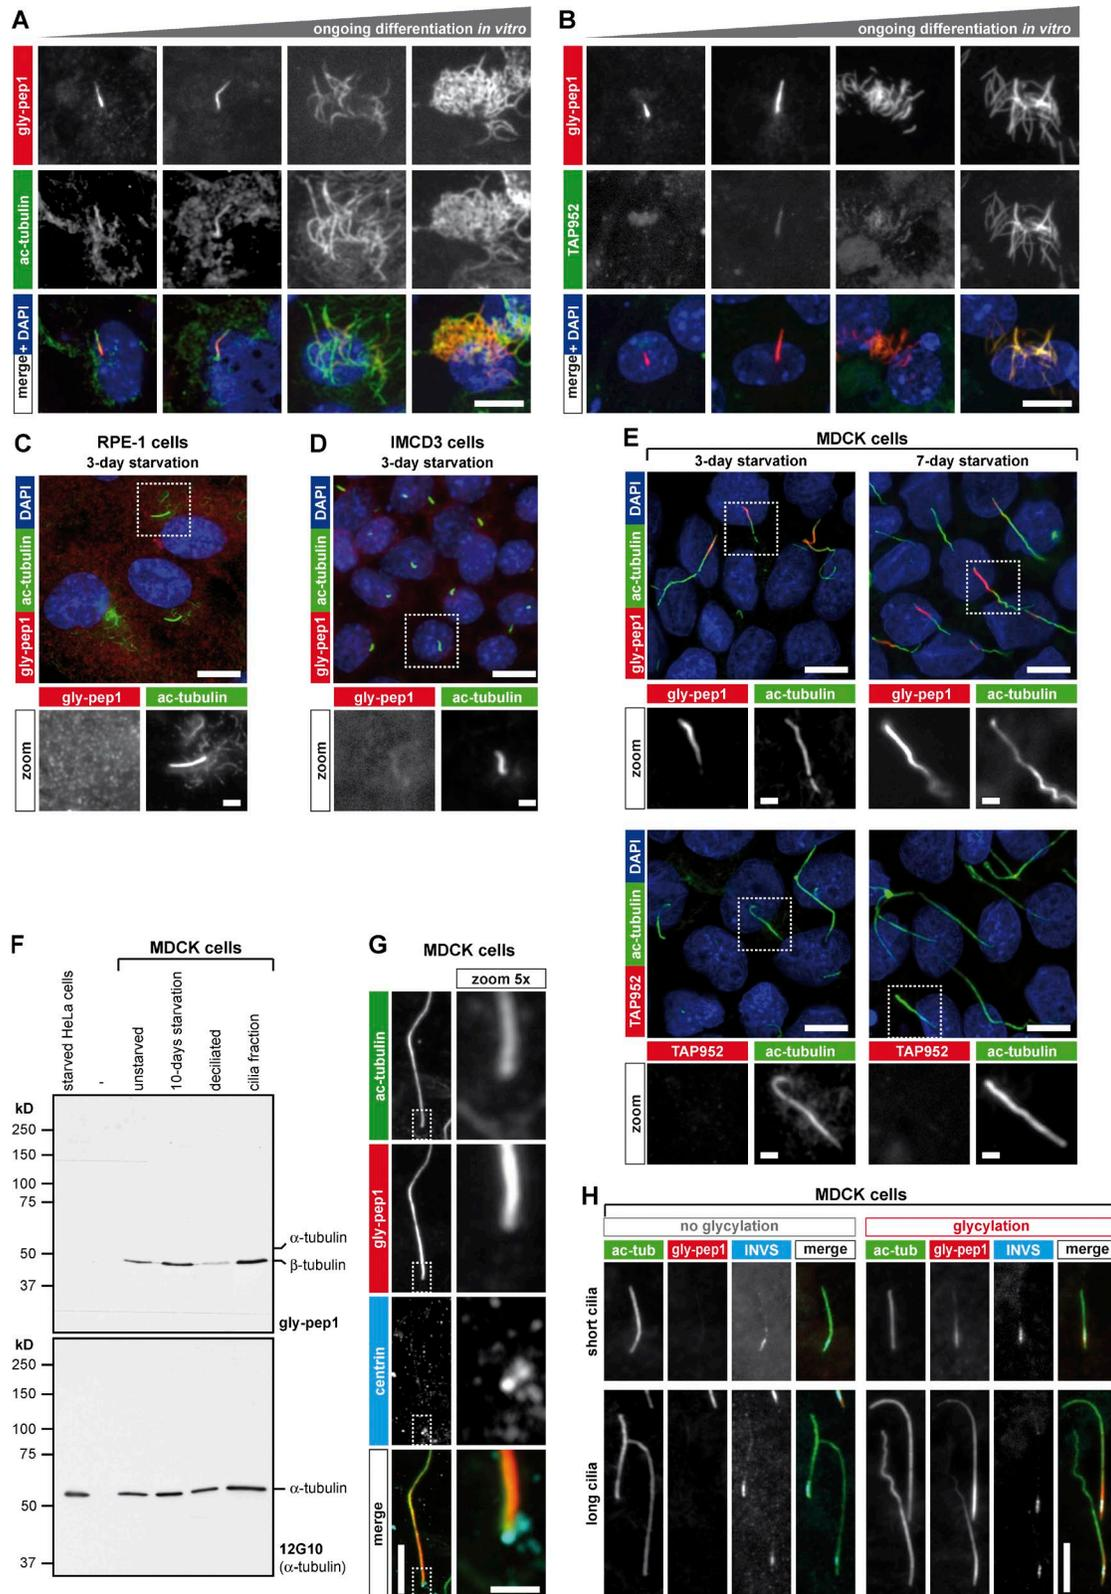 A
ongoing differentiation in vitro
gly-pep1
ac-tubulin
merge + DAPI
B
ongoing differentiation in vitro
gly-pep1
TAP952
merge + DAPI
C
RPE-1 cells
3-day starvation
gly-pep1 ac-tubulin DAPI
gly-pep1 ac-tubulin
zoom
D
IMCD3 cells
3-day starvation
gly-pep1 ac-tubulin DAPI
gly-pep1 ac-tubulin
zoom
E
MDCK cells
3-day starvation 7-day starvation
gly-pep1 ac-tubulin DAPI
gly-pep1 ac-tubulin gly-pep1 ac-tubulin
zoom
TAP952 ac-tubulin DAPI
TAP952 ac-tubulin TAP952 ac-tubulin
zoom
F
MDCK cells
starved HeLa cells
-
unstarved
10-days starvation
deciliated
cilia fraction
kD
250
150
100
75
50
37
α-tubulin
β-tubulin
gly-pep1
kD
250
150
100
75
50
37
α-tubulin
12G10
(α-tubulin)
G
MDCK cells
zoom 5x
ac-tubulin
gly-pep1
centrin
merge
H
MDCK cells
no glycylation glycylation
ac-tub gly-pep1 INVS merge ac-tub gly-pep1 INVS merge
short cilia
long cilia